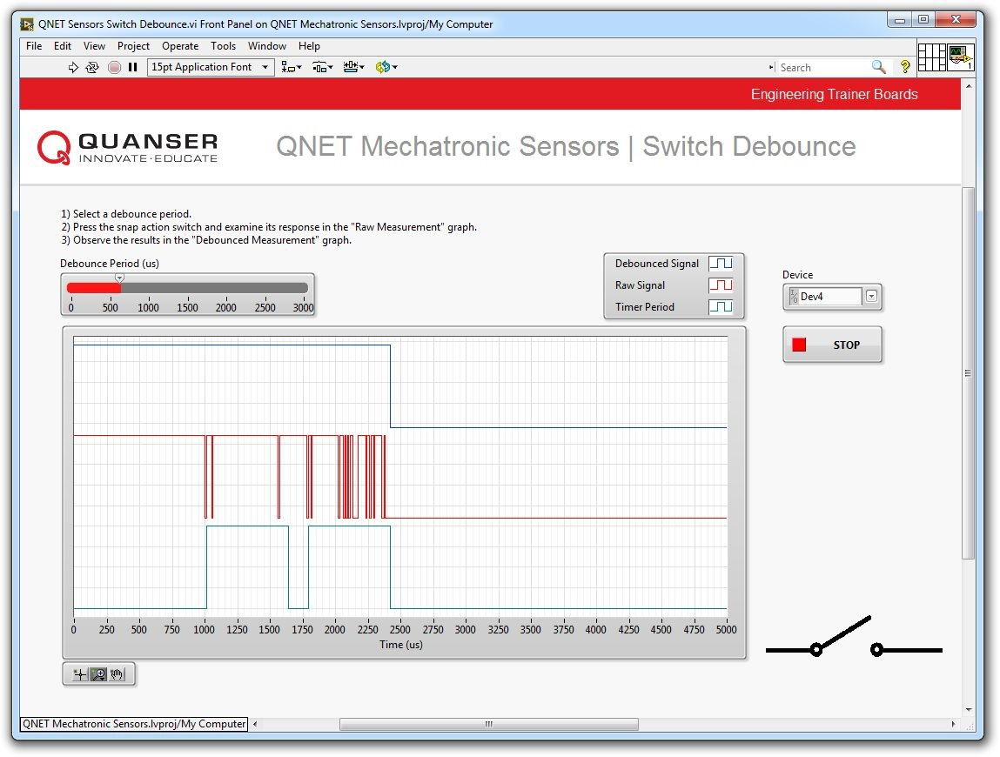 QNET Sensors Switch Debounce.vi Front Panel on QNET Mechatronic Sensors.lvproj/My Computer
File Edit View Project Operate Tools Window Help
15pt Application Font
Search
?
1
Engineering Trainer Boards
QUANSER
INNOVATE·EDUCATE
QNET Mechatronic Sensors | Switch Debounce
1) Select a debounce period.
2) Press the snap action switch and examine its response in the "Raw Measurement" graph.
3) Observe the results in the "Debounced Measurement" graph.
Debounce Period (us)
0 500 1000 1500 2000 2500 3000
Debounced Signal
Raw Signal
Timer Period
Device
I/0 Dev4
STOP
0 250 500 750 1000 1250 1500 1750 2000 2250 2500 2750 3000 3250 3500 3750 4000 4250 4500 4750 5000
Time (us)
QNET Mechatronic Sensors.lvproj/My Computer